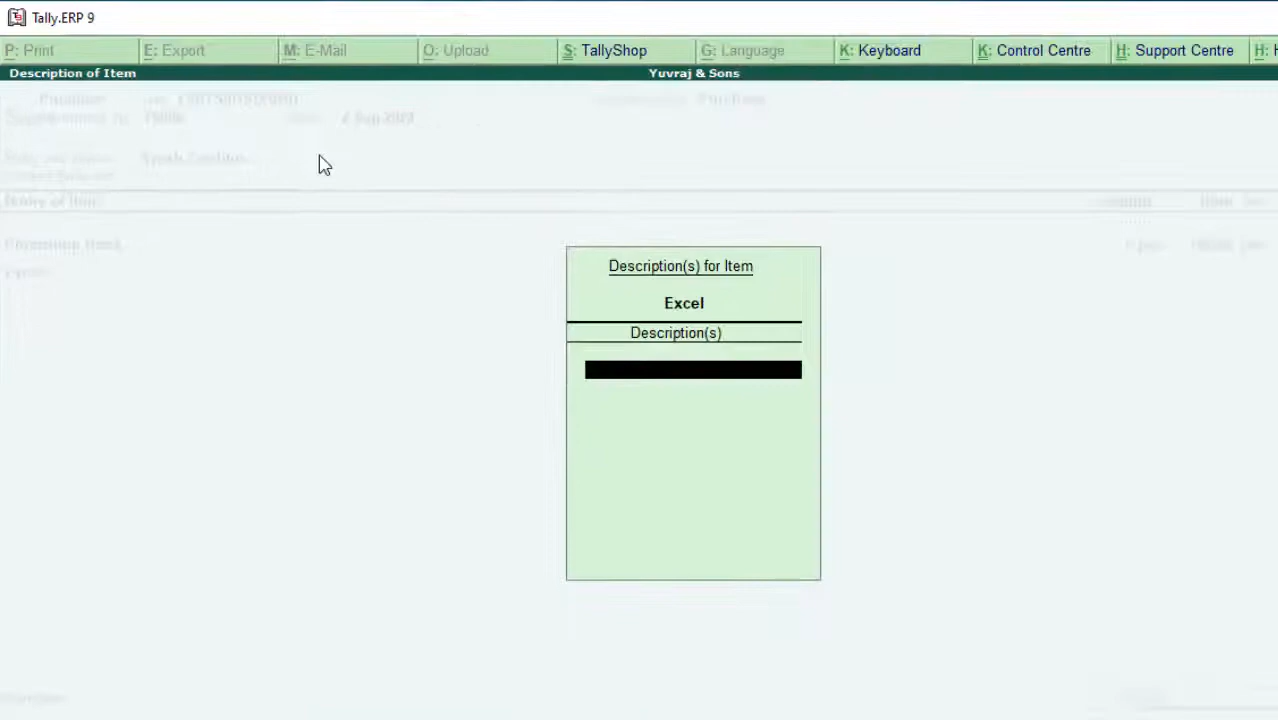 Tally.ERP 9
P: Print E: Export M: E-Mail O: Upload S: TallyShop G: Language K: Keyboard K: Control Centre H: Support Centre H:
Description of Item Yuvraj & Sons
Purchase
Description(s) for Item
Excel
Description(s)